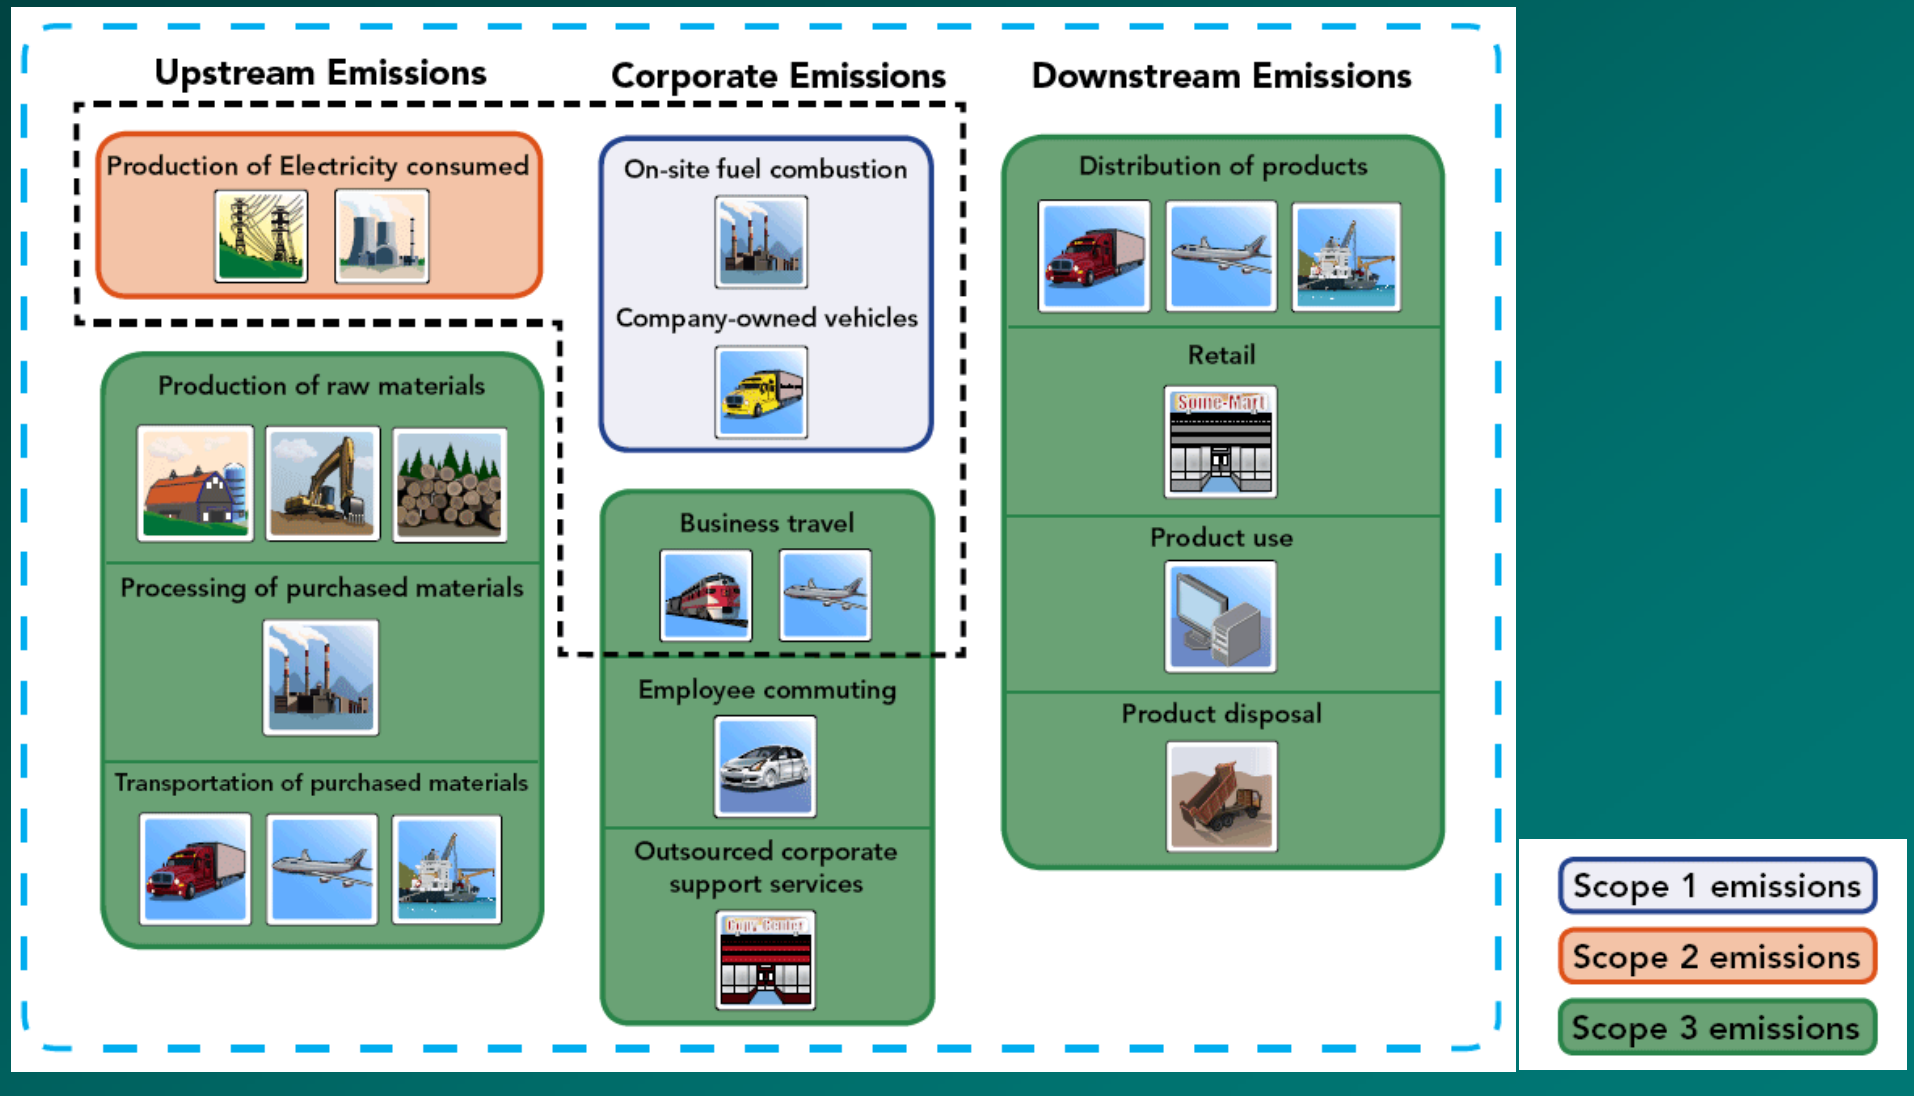 Upstream Emissions
Production of Electricity consumed
Production of raw materials
Processing of purchased materials
Transportation of purchased materials
Corporate Emissions
On-site fuel combustion
Company-owned vehicles
Business travel
Employee commuting
Outsourced corporate
support services
Copy Center
Downstream Emissions
Distribution of products
Retail
Some-Mart
Product use
Product disposal
Scope 1 emissions
Scope 2 emissions
Scope 3 emissions